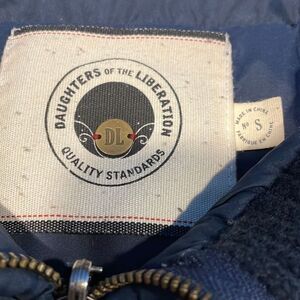 DAUGHTERS OF THE LIBERATION
DL
QUALITY STANDARDS
MADE IN CHINA
S
FABRIQUÉ EN CHINE